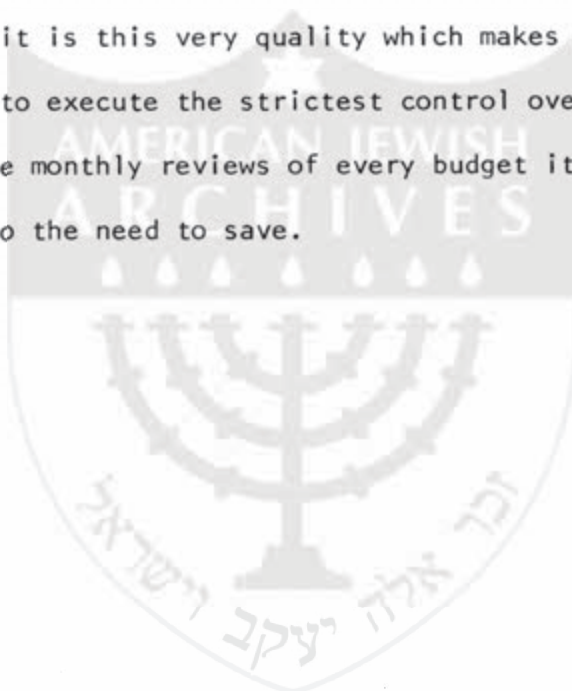 it is this very quality which makes
to execute the strictest control ove
e monthly reviews of every budget it
o the need to save.
AMERICAN JEWISH
ARCHIVES
זכר אלה יעקב וישראל